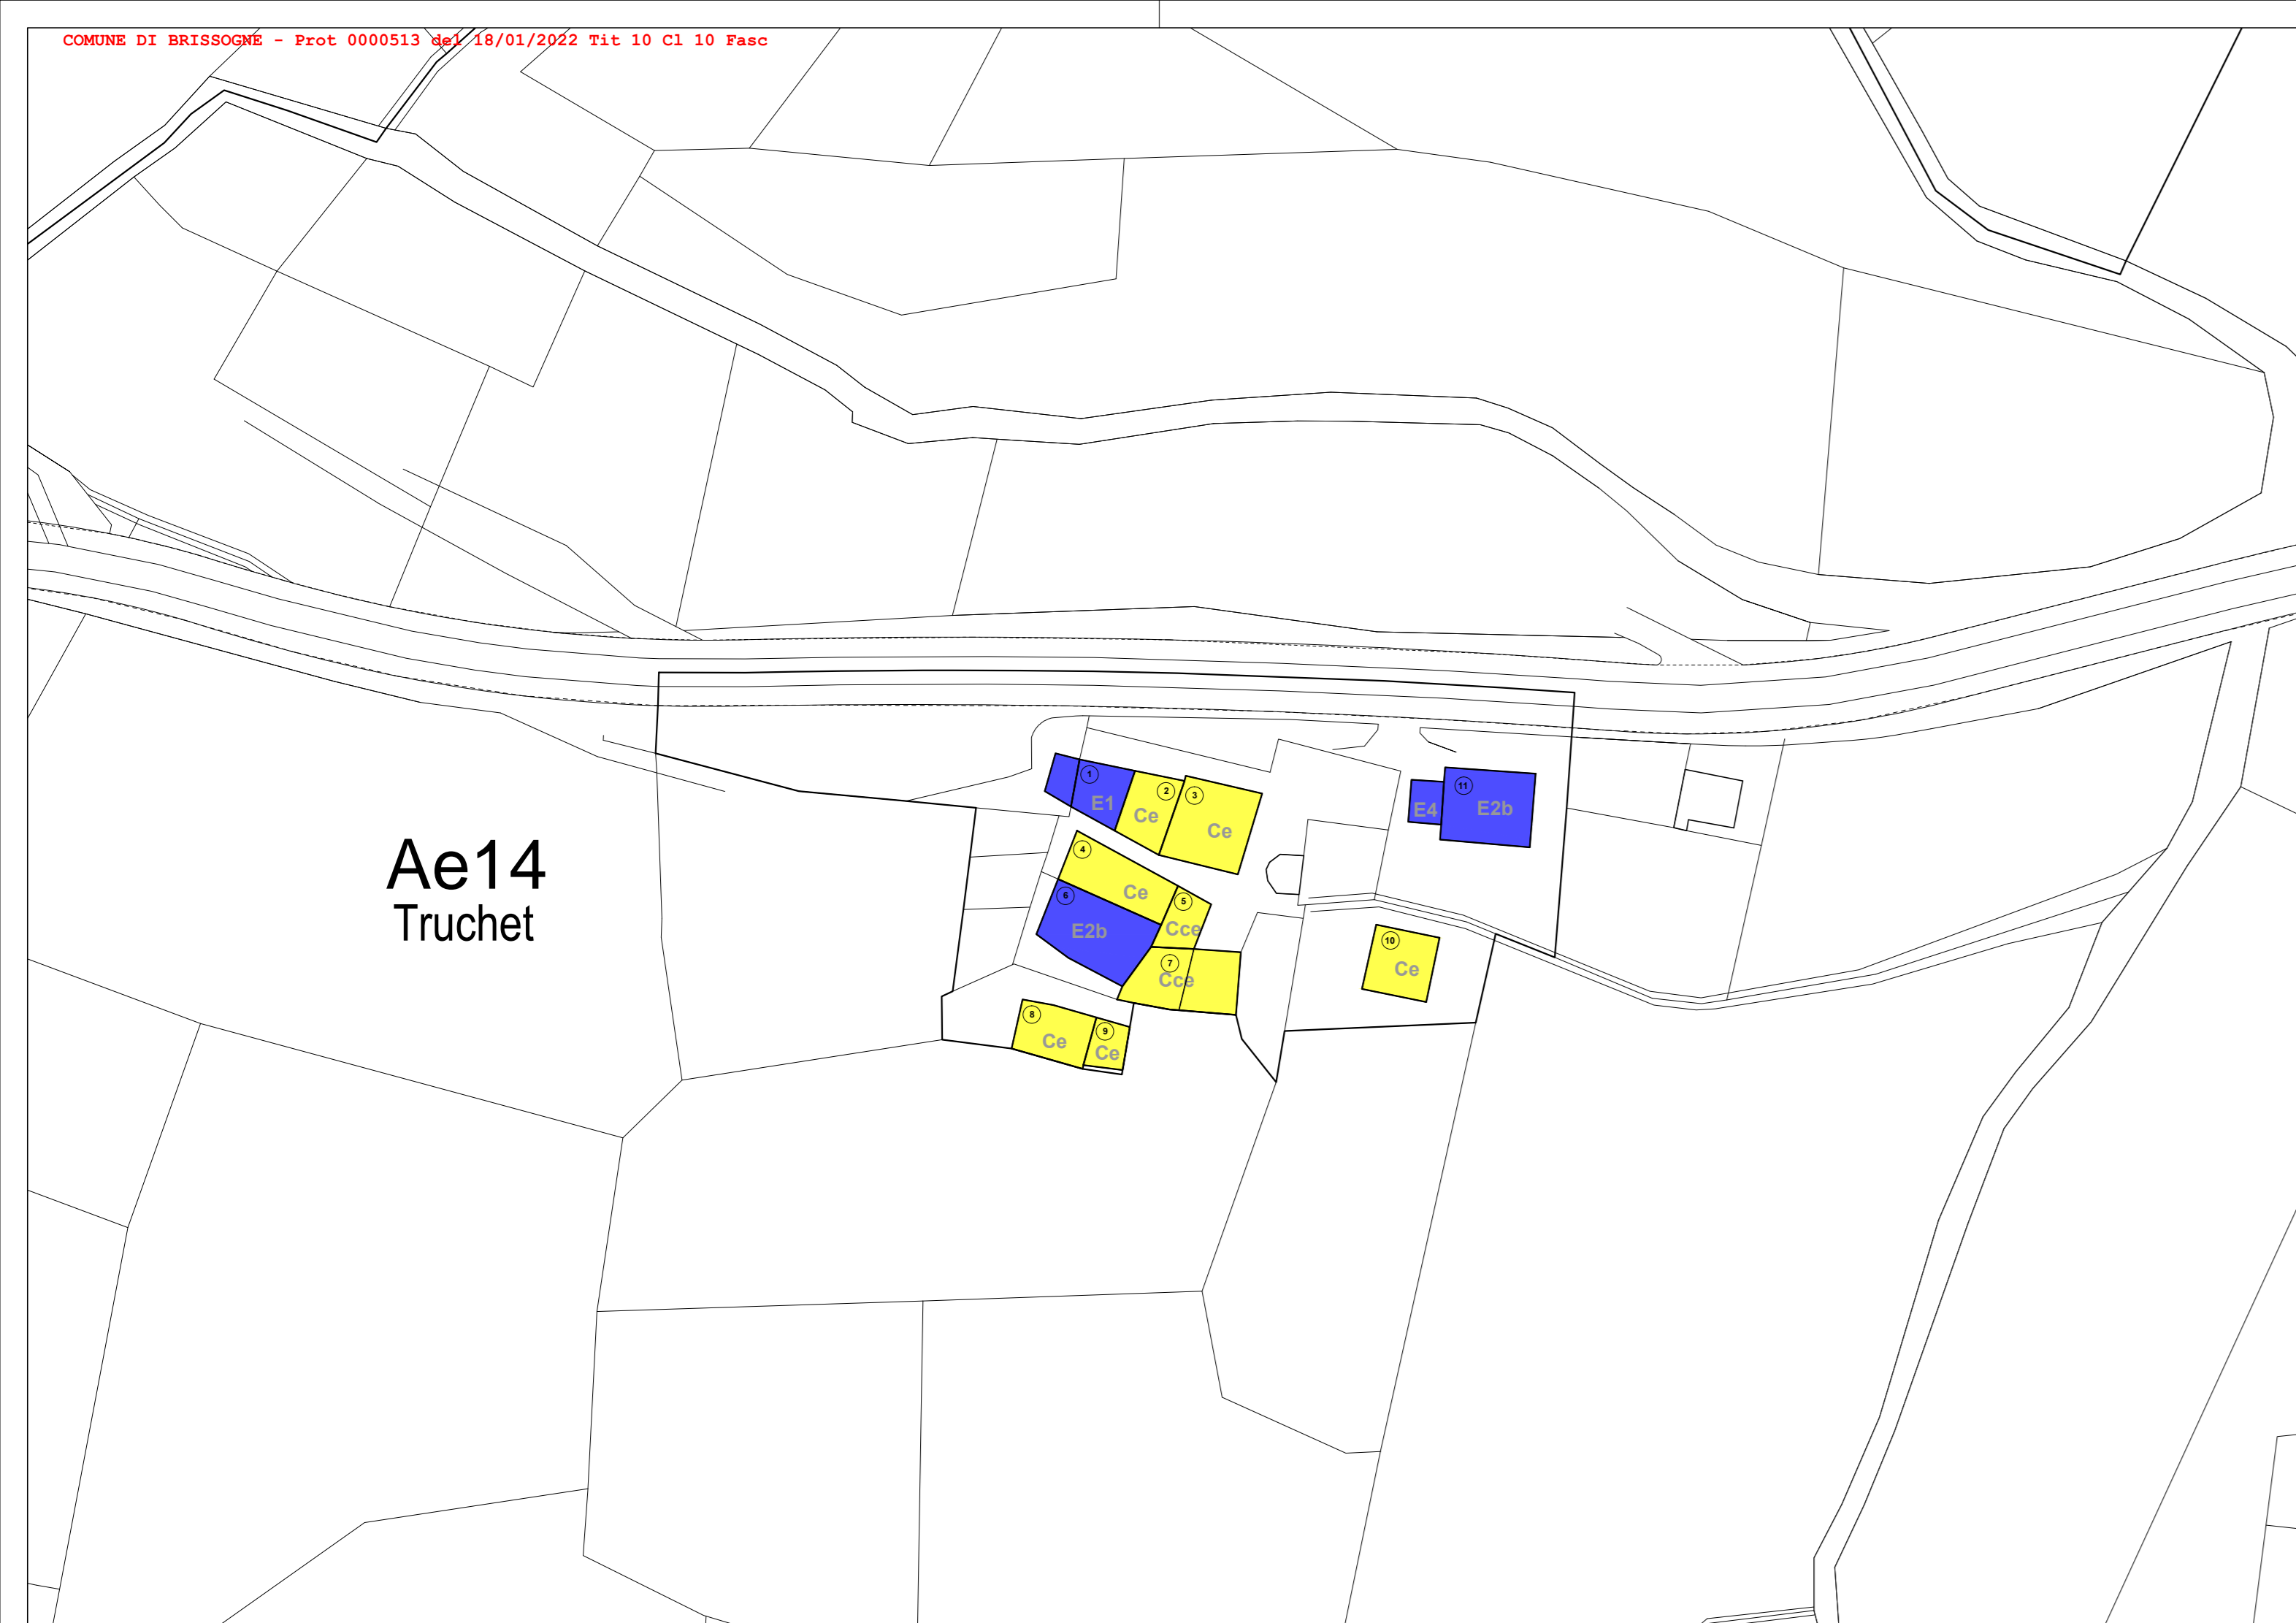 COMUNE DI BRISSOGNE - Prot 0000513 del 18/01/2022 Tit 10 Cl 10 Fasc
Ae14
Truchet
1
E1
2
Ce
3
Ce
E4
11
E2b
4
Ce
5
Cce
6
E2b
7
Cce
10
Ce
8
Ce
9
Ce